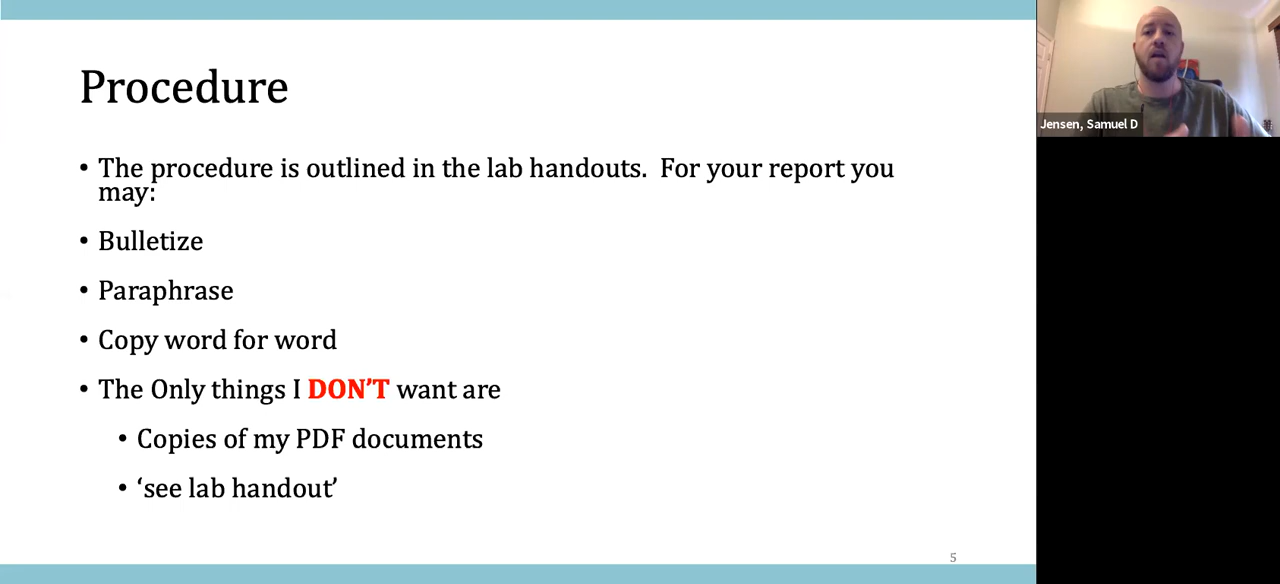 Procedure
• The procedure is outlined in the lab handouts.  For your report you
may:
• Bulletize
• Paraphrase
• Copy word for word
• The Only things I DON’T want are
• Copies of my PDF documents
• ‘see lab handout’
5
Jensen, Samuel D